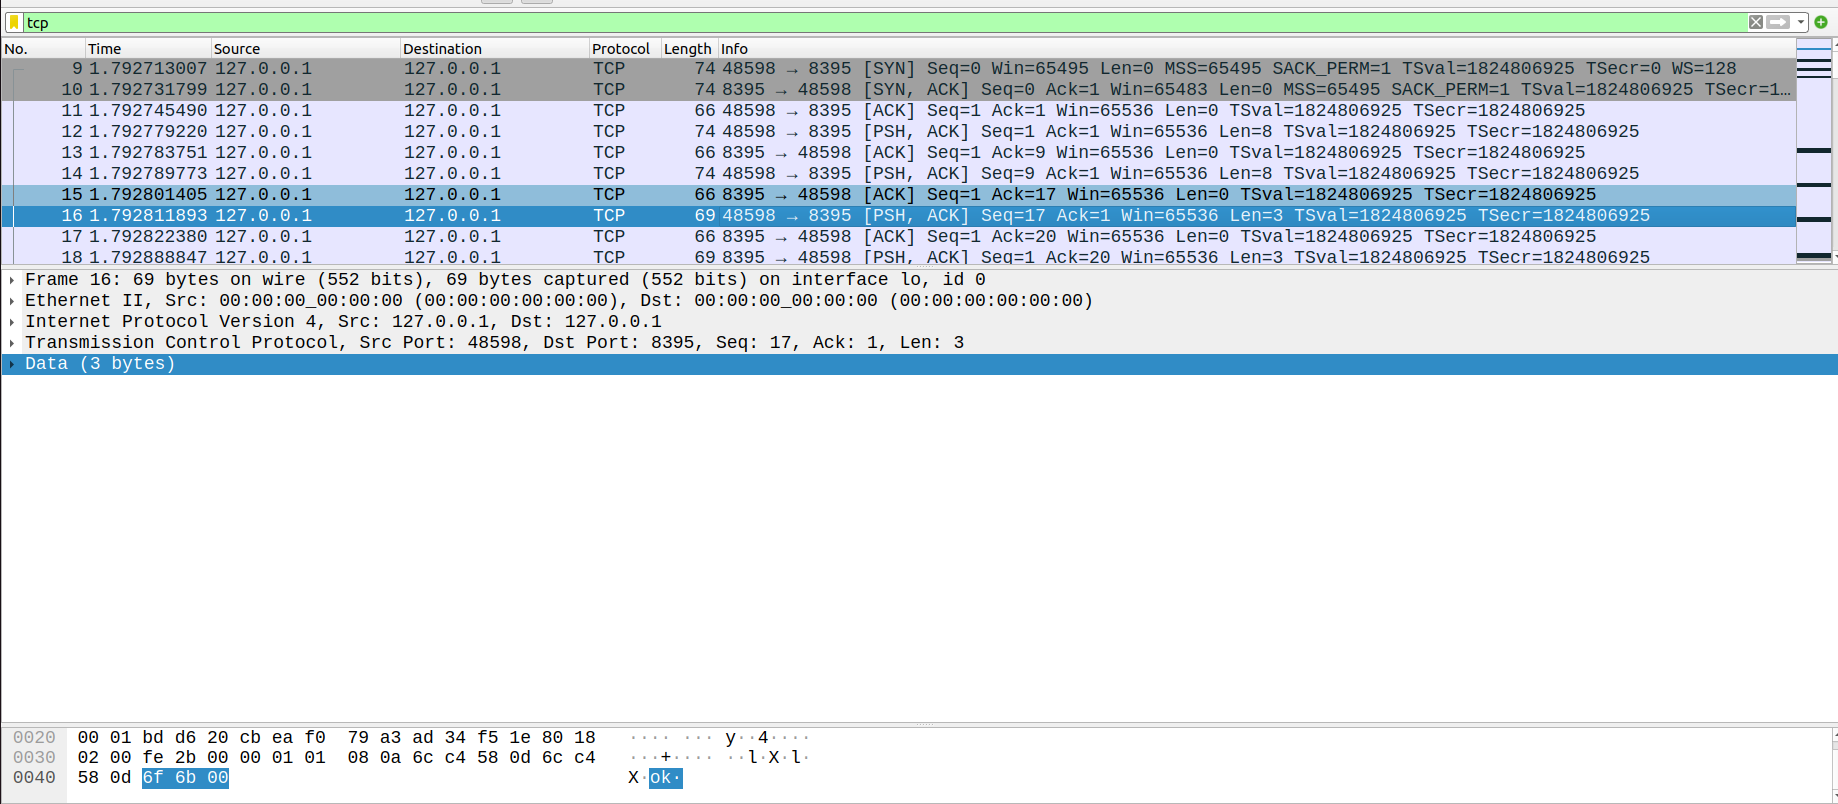 tcp
No. Time Source Destination Protocol Length Info
9 1.792713007 127.0.0.1 127.0.0.1 TCP 74 48598 → 8395 [SYN] Seq=0 Win=65495 Len=0 MSS=65495 SACK_PERM=1 TSval=1824806925 TSecr=0 WS=128
10 1.792731799 127.0.0.1 127.0.0.1 TCP 74 8395 → 48598 [SYN, ACK] Seq=0 Ack=1 Win=65483 Len=0 MSS=65495 SACK_PERM=1 TSval=1824806925 TSecr=1…
11 1.792745490 127.0.0.1 127.0.0.1 TCP 66 48598 → 8395 [ACK] Seq=1 Ack=1 Win=65536 Len=0 TSval=1824806925 TSecr=1824806925
12 1.792779220 127.0.0.1 127.0.0.1 TCP 74 48598 → 8395 [PSH, ACK] Seq=1 Ack=1 Win=65536 Len=8 TSval=1824806925 TSecr=1824806925
13 1.792783751 127.0.0.1 127.0.0.1 TCP 66 8395 → 48598 [ACK] Seq=1 Ack=9 Win=65536 Len=0 TSval=1824806925 TSecr=1824806925
14 1.792789773 127.0.0.1 127.0.0.1 TCP 74 48598 → 8395 [PSH, ACK] Seq=9 Ack=1 Win=65536 Len=8 TSval=1824806925 TSecr=1824806925
15 1.792801405 127.0.0.1 127.0.0.1 TCP 66 8395 → 48598 [ACK] Seq=1 Ack=17 Win=65536 Len=0 TSval=1824806925 TSecr=1824806925
16 1.792811893 127.0.0.1 127.0.0.1 TCP 69 48598 → 8395 [PSH, ACK] Seq=17 Ack=1 Win=65536 Len=3 TSval=1824806925 TSecr=1824806925
17 1.792822380 127.0.0.1 127.0.0.1 TCP 66 8395 → 48598 [ACK] Seq=1 Ack=20 Win=65536 Len=0 TSval=1824806925 TSecr=1824806925
18 1.792888847 127.0.0.1 127.0.0.1 TCP 69 8395 → 48598 [PSH, ACK] Seq=1 Ack=20 Win=65536 Len=3 TSval=1824806925 TSecr=1824806925
Frame 16: 69 bytes on wire (552 bits), 69 bytes captured (552 bits) on interface lo, id 0
Ethernet II, Src: 00:00:00_00:00:00 (00:00:00:00:00:00), Dst: 00:00:00_00:00:00 (00:00:00:00:00:00)
Internet Protocol Version 4, Src: 127.0.0.1, Dst: 127.0.0.1
Transmission Control Protocol, Src Port: 48598, Dst Port: 8395, Seq: 17, Ack: 1, Len: 3
Data (3 bytes)
0020 00 01 bd d6 20 cb ea f0 79 a3 ad 34 f5 1e 80 18 ···· ··· y··4····
0030 02 00 fe 2b 00 00 01 01 08 0a 6c c4 58 0d 6c c4 ···+···· ··l·X·l·
0040 58 0d 6f 6b 00 X·ok·